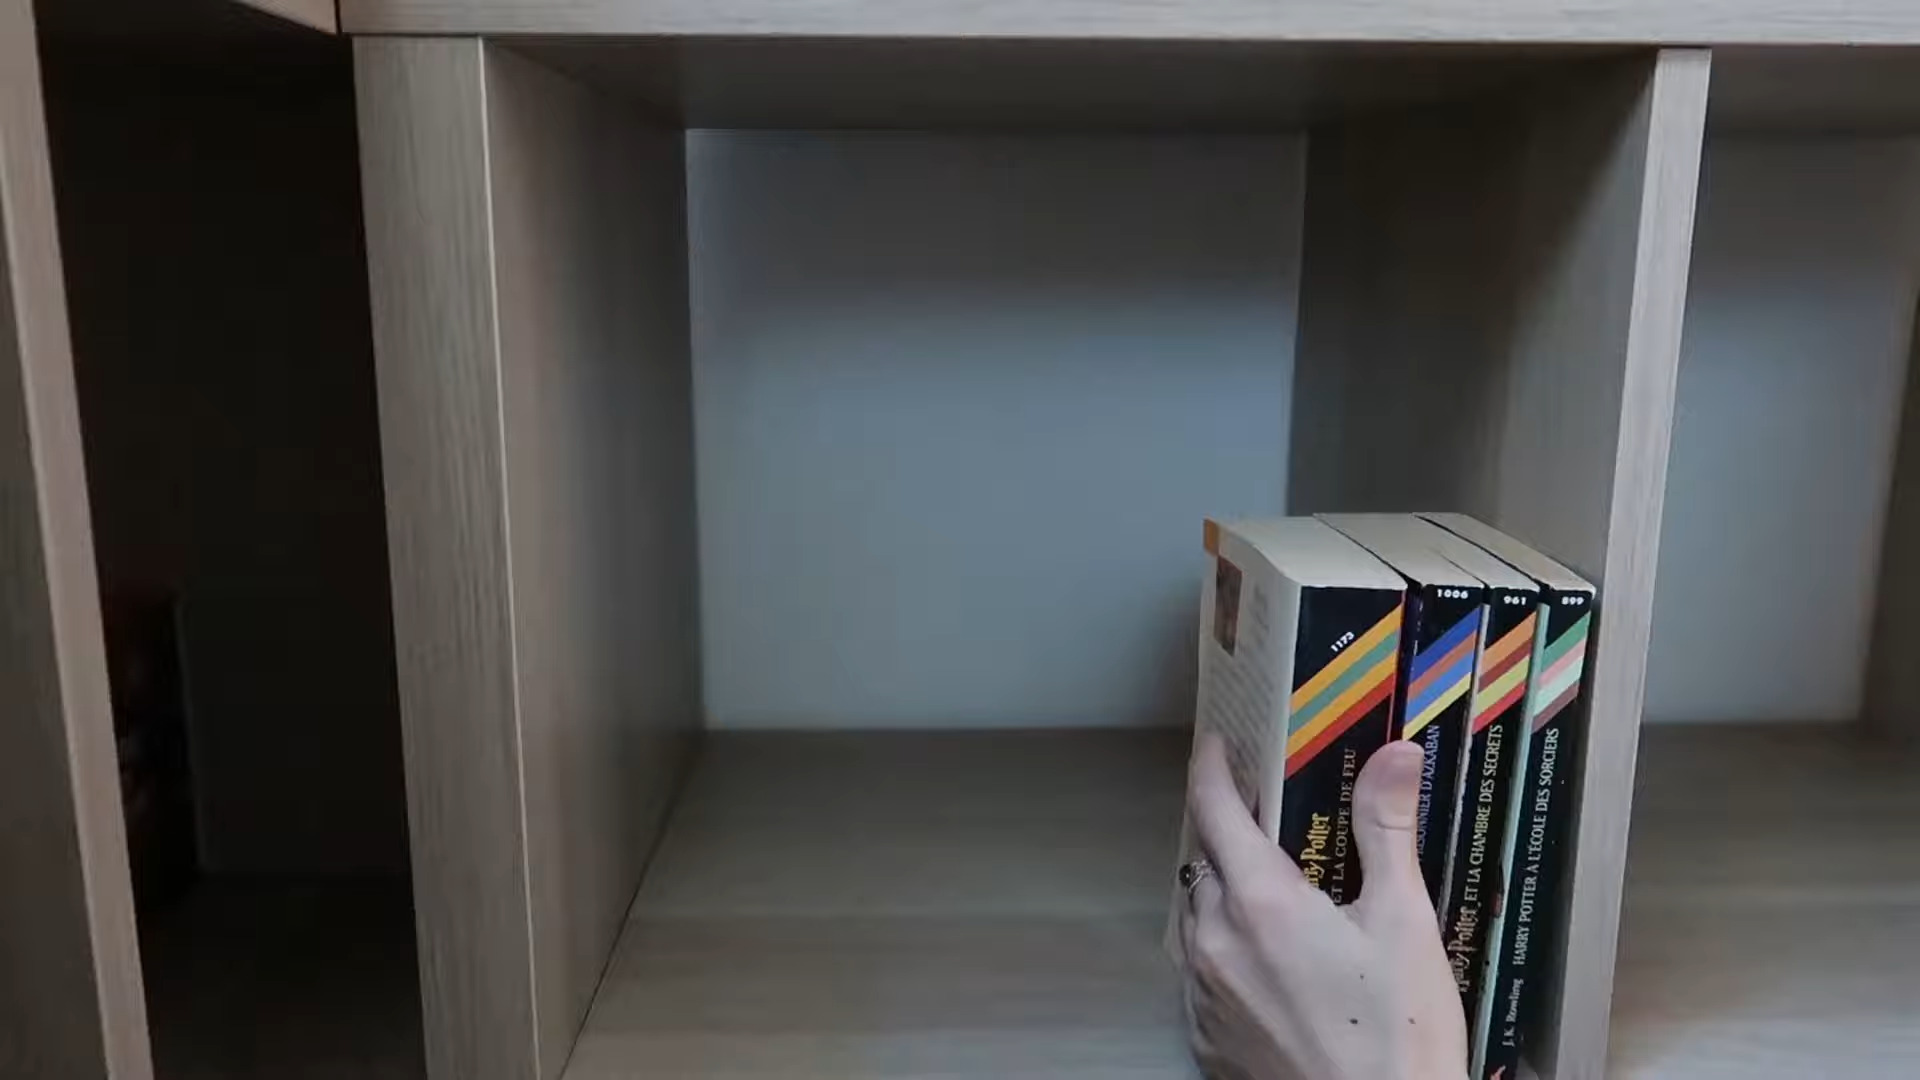 1173
Harry Potter
ET LA COUPE DE FEU
1006
PRISONNIER D'AZKABAN
961
Harry Potter ET LA CHAMBRE DES SECRETS
899
J. K. Rowling HARRY POTTER À L'ÉCOLE DES SORCIERS